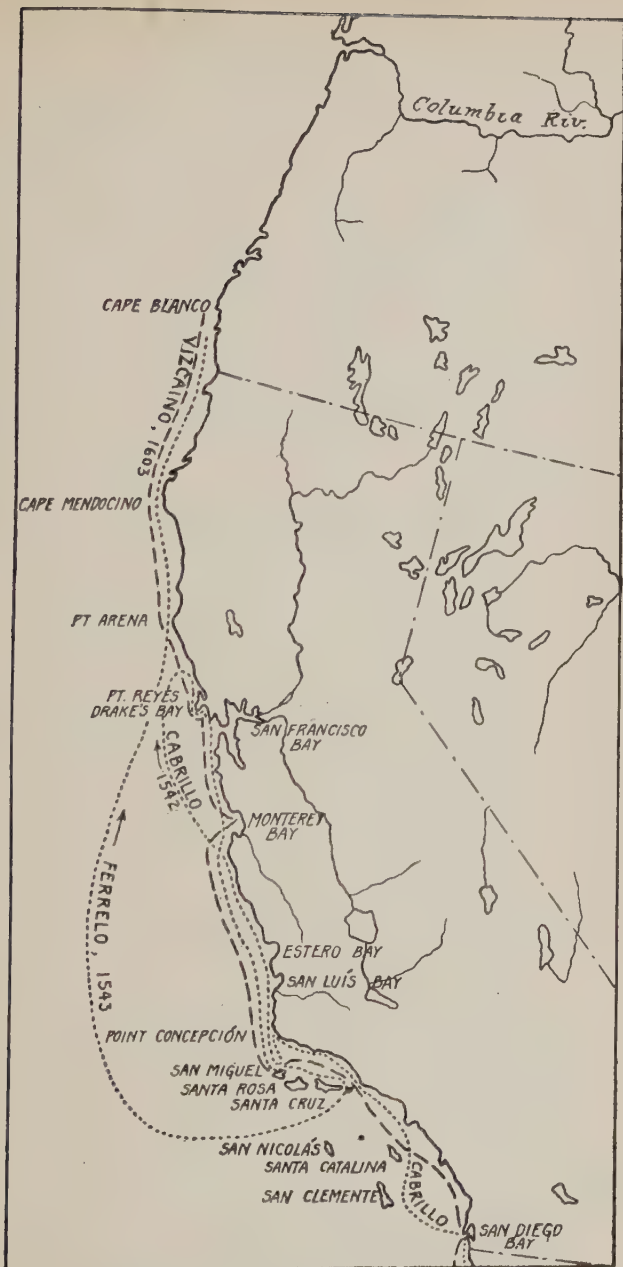 Columbia Riv.
CAPE BLANCO
VIZCAINO, 1603
CAPE MENDOCINO
PT ARENA
PT. REYES
DRAKE'S BAY
SAN FRANCISCO
BAY
CABRILLO
1542
MONTEREY
BAY
FERRELO, 1543
ESTERO BAY
SAN LUÍS BAY
POINT CONCEPCIÓN
SAN MIGUEL
SANTA ROSA
SANTA CRUZ
SAN NICOLÁS
SANTA CATALINA
SAN CLEMENTE
CABRILLO
SAN DIEGO
BAY